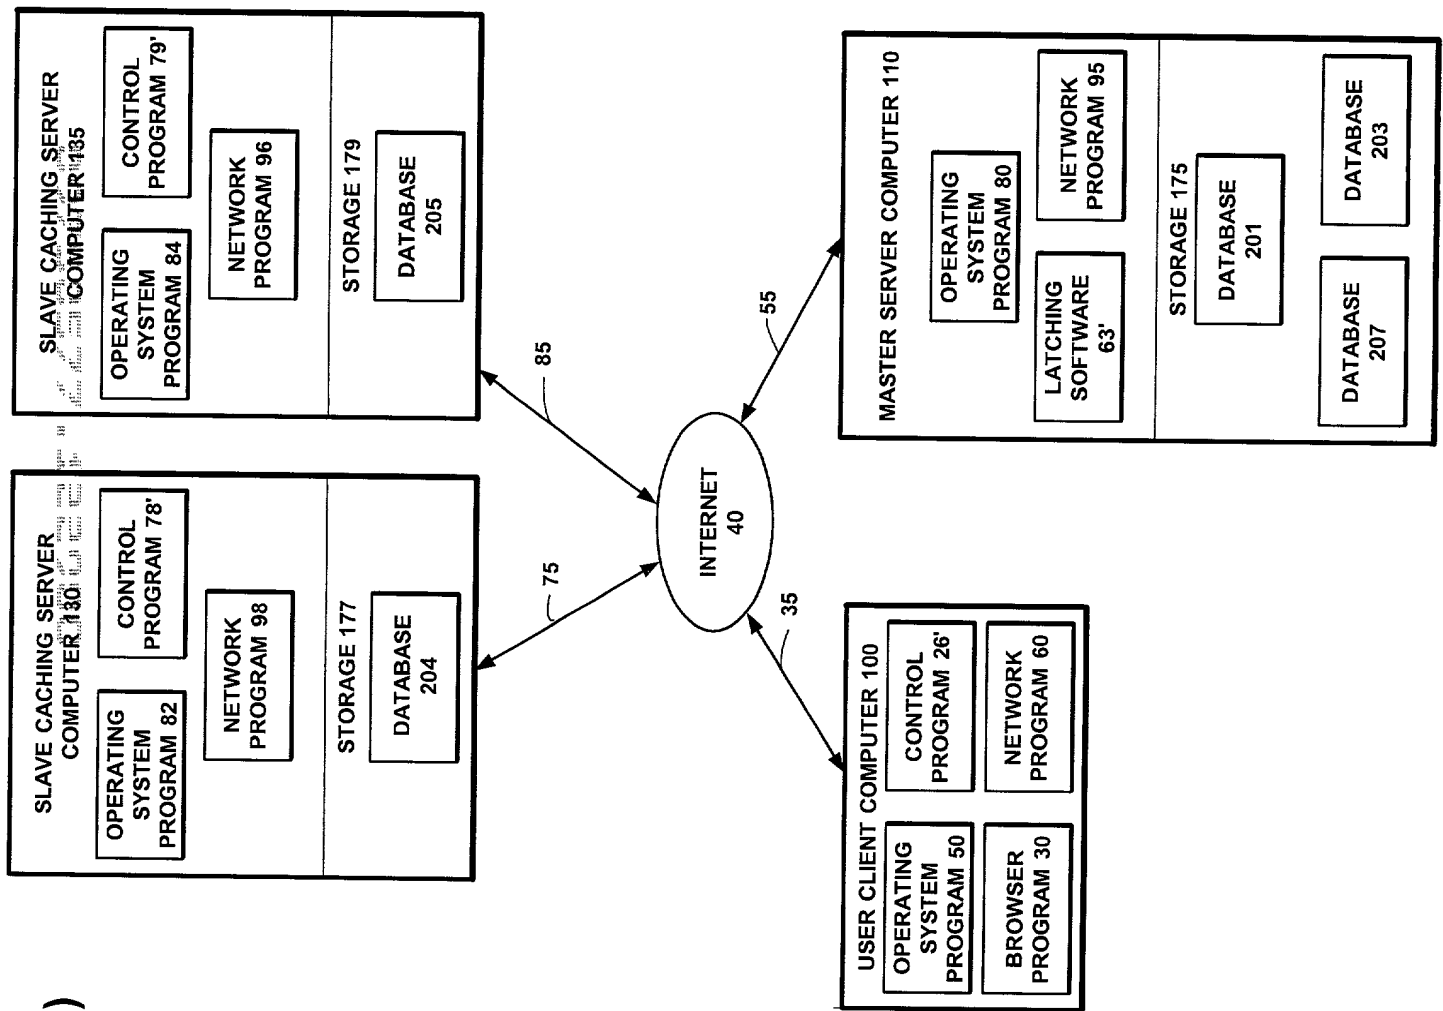 SLAVE CACHING SERVER
COMPUTER 130
OPERATING
SYSTEM
PROGRAM 82
CONTROL
PROGRAM 78'
NETWORK
PROGRAM 98
STORAGE 177
DATABASE
204
SLAVE CACHING SERVER
COMPUTER 135
OPERATING
SYSTEM
PROGRAM 84
CONTROL
PROGRAM 79'
NETWORK
PROGRAM 96
STORAGE 179
DATABASE
205
75
85
INTERNET
40
35
55
USER CLIENT COMPUTER 100
OPERATING
SYSTEM
PROGRAM 50
CONTROL
PROGRAM 26'
BROWSER
PROGRAM 30
NETWORK
PROGRAM 60
MASTER SERVER COMPUTER 110
OPERATING
SYSTEM
PROGRAM 80
LATCHING
SOFTWARE
63'
NETWORK
PROGRAM 95
STORAGE 175
DATABASE
201
DATABASE
207
DATABASE
203
)